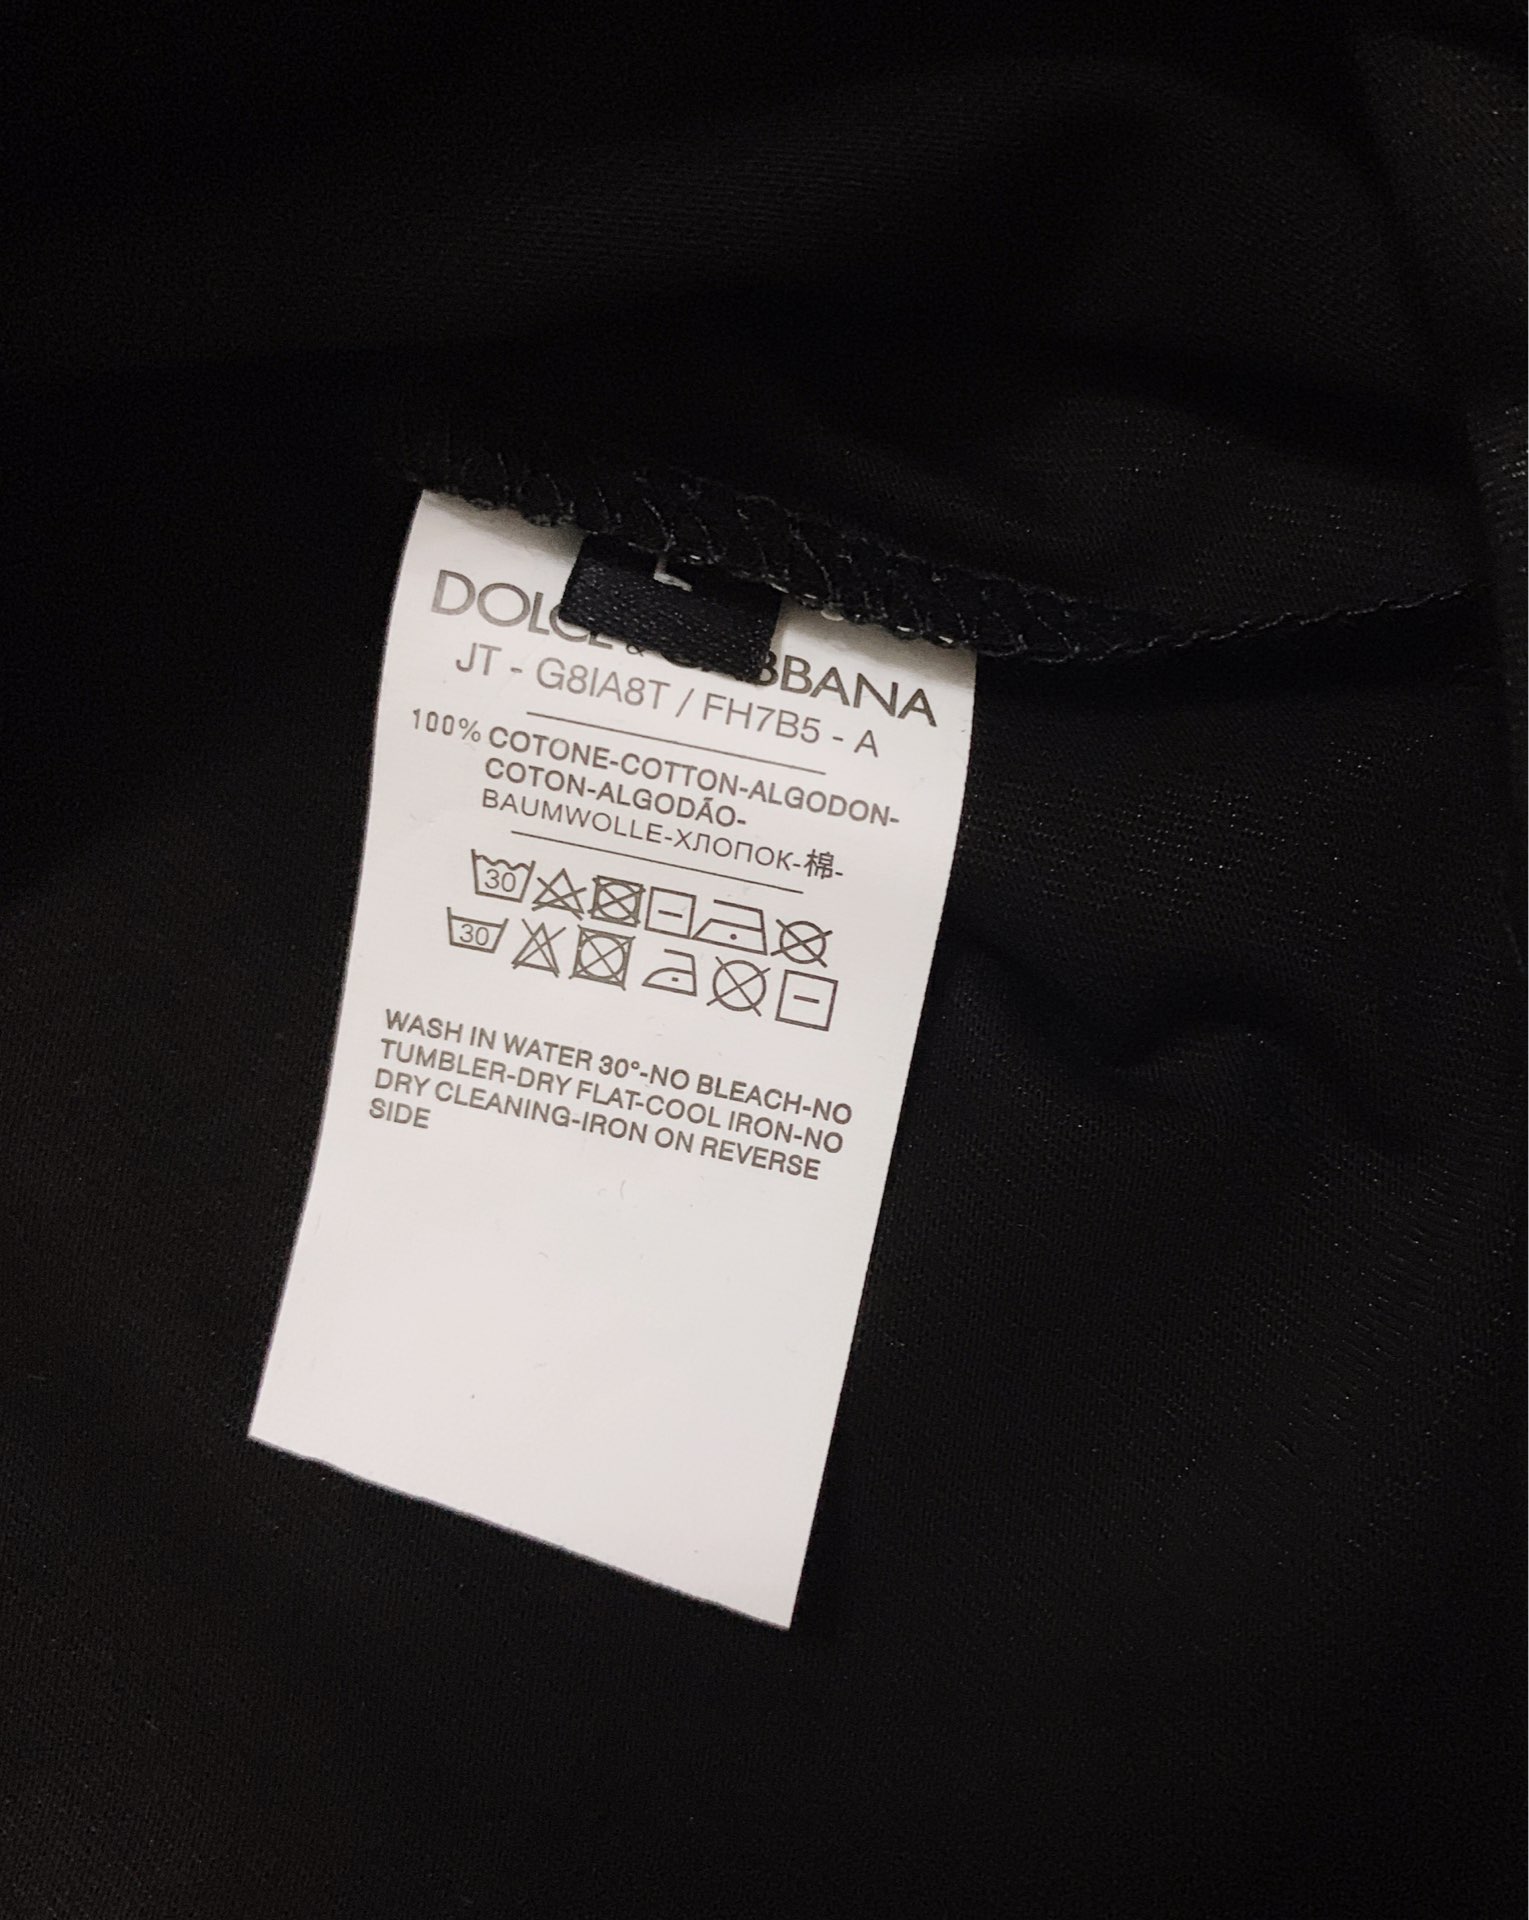 DOLCE & GABBANA
JT - G8IA8T / FH7B5 - A
100% COTONE-COTTON-ALGODON-
COTON-ALGODÃO-
BAUMWOLLE-ХЛОПОК-棉-
30
30
WASH IN WATER 30°-NO BLEACH-NO
TUMBLER-DRY FLAT-COOL IRON-NO
DRY CLEANING-IRON ON REVERSE
SIDE